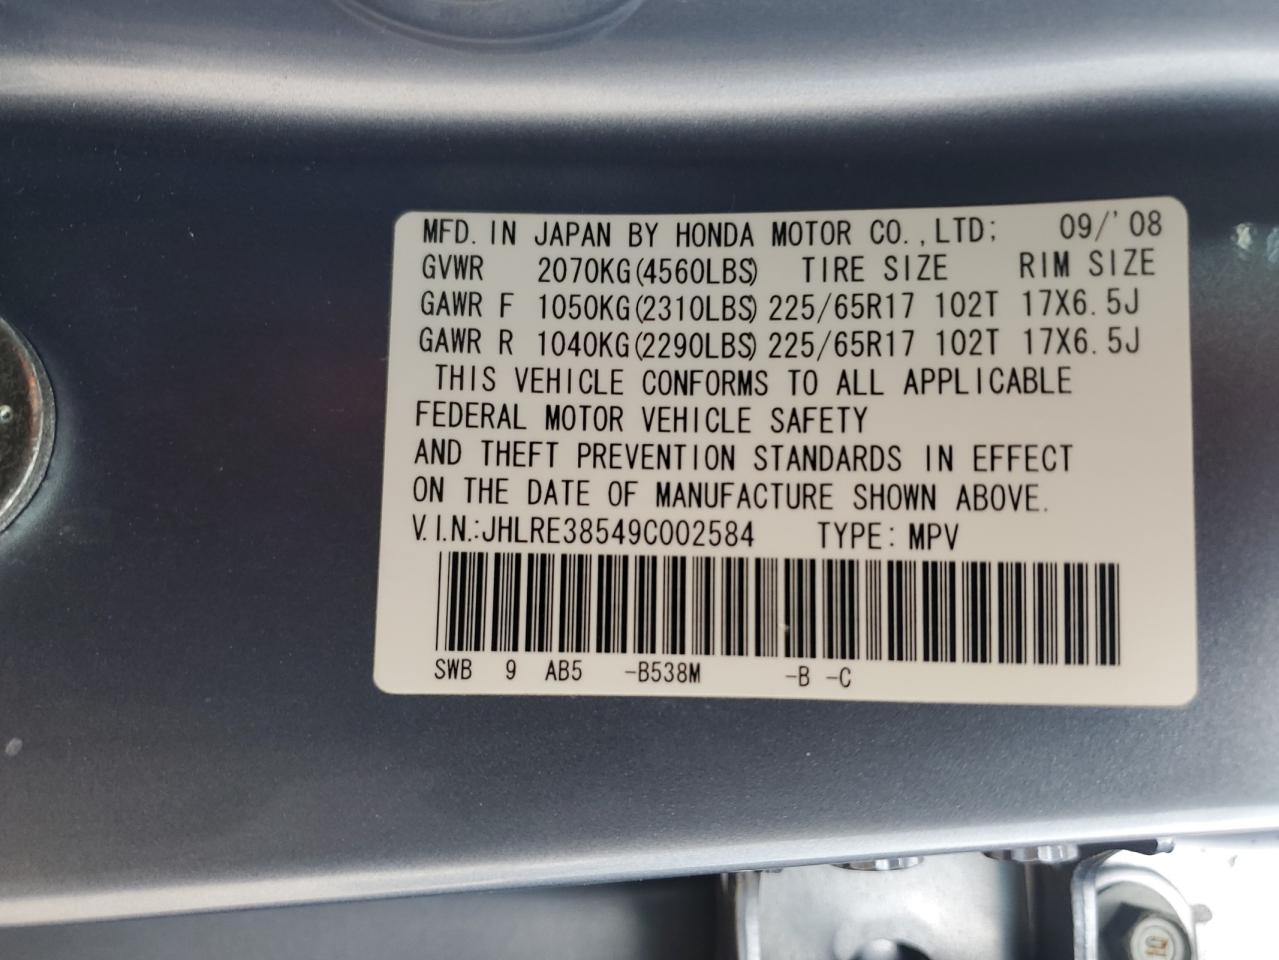 MFD. IN JAPAN BY HONDA MOTOR CO.,LTD; 09/'08
GVWR 2070KG(4560LBS) TIRE SIZE RIM SIZE
GAWR F 1050KG(2310LBS) 225/65R17 102T 17X6.5J
GAWR R 1040KG(2290LBS) 225/65R17 102T 17X6.5J
THIS VEHICLE CONFORMS TO ALL APPLICABLE
FEDERAL MOTOR VEHICLE SAFETY
AND THEFT PREVENTION STANDARDS IN EFFECT
ON THE DATE OF MANUFACTURE SHOWN ABOVE.
V.I.N.:JHLRE38549C002584 TYPE: MPV
SWB 9 AB5 -B538M -B -C